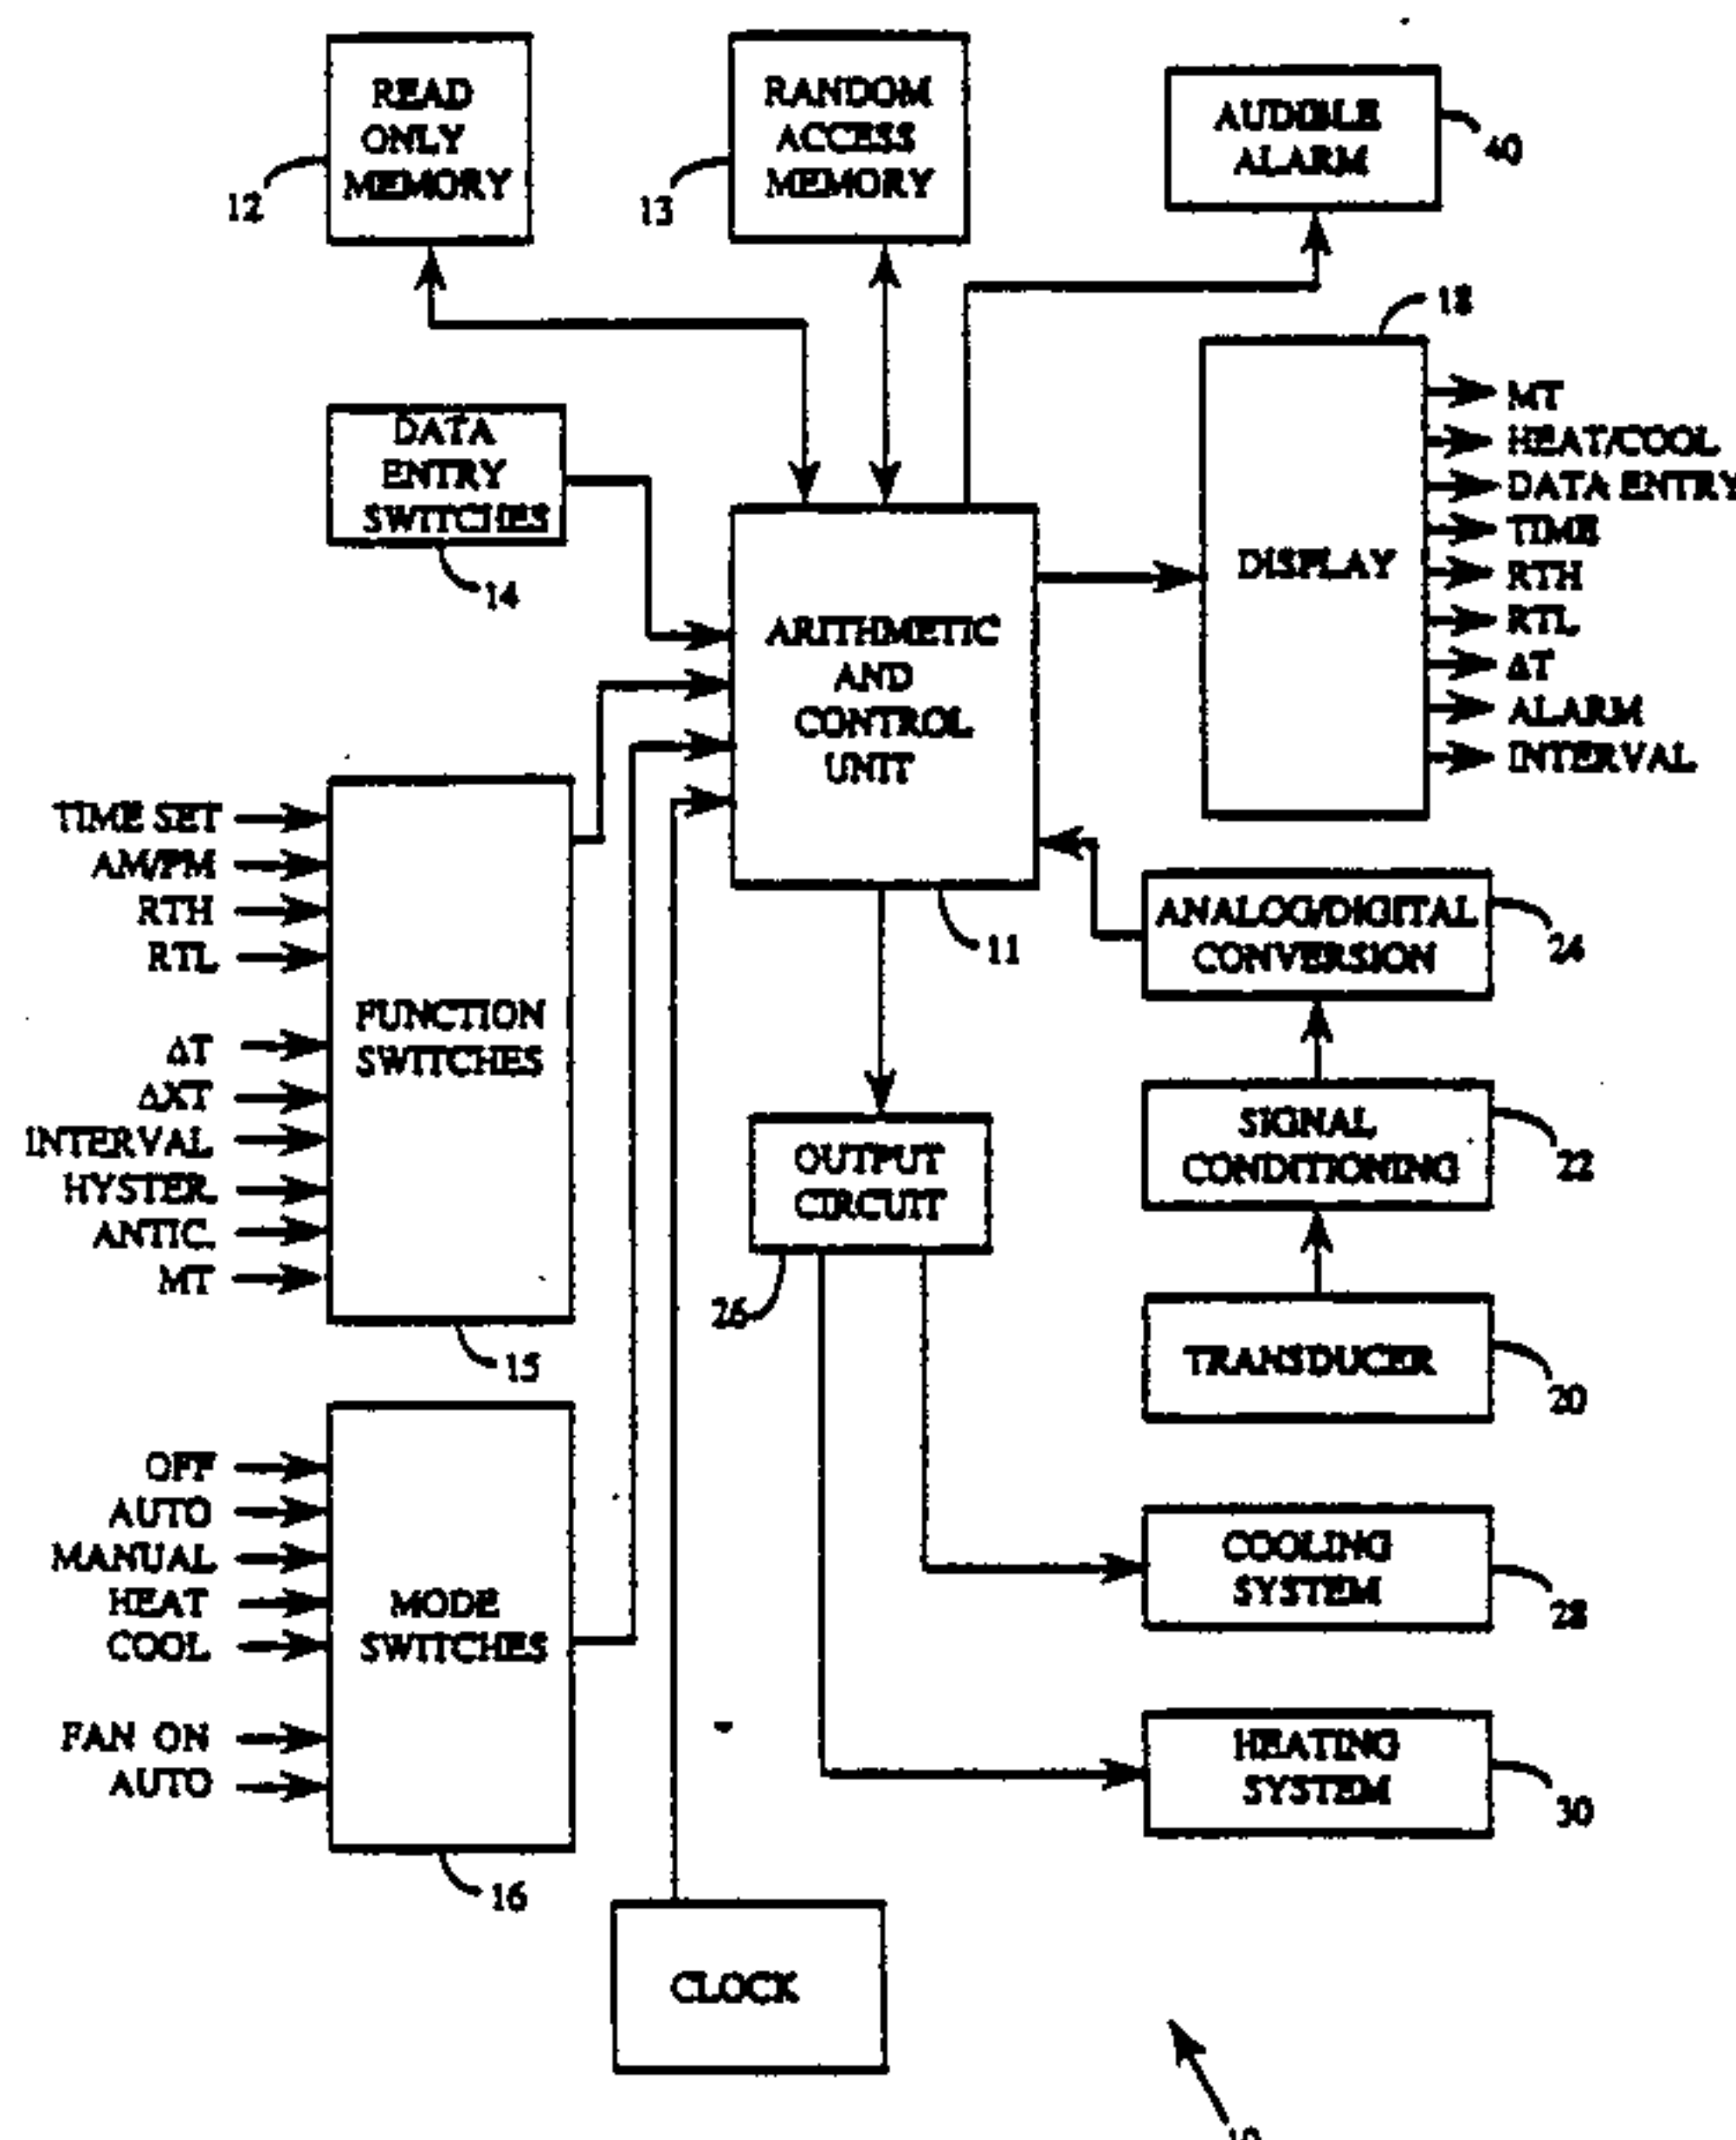 READ
ONLY
MEMORY
12
RANDOM
ACCESS
MEMORY
13
AUDIBLE
ALARM
40
DATA
ENTRY
SWITCHES
14
ARITHMETIC
AND
CONTROL
UNIT
11
18
DISPLAY
MT
HEAT/COOL
DATA ENTRY
TIME
RTH
RTL
ΔT
ALARM
INTERVAL
TIME SET
AM/PM
RTH
RTL
ΔT
ΔXT
INTERVAL
HYSTER.
ANTIC.
MT
FUNCTION
SWITCHES
15
ANALOG/DIGITAL
CONVERSION
24
SIGNAL
CONDITIONING
22
TRANSDUCER
20
OUTPUT
CIRCUIT
26
OFF
AUTO
MANUAL
HEAT
COOL
FAN ON
AUTO
MODE
SWITCHES
16
COOLING
SYSTEM
28
HEATING
SYSTEM
30
CLOCK